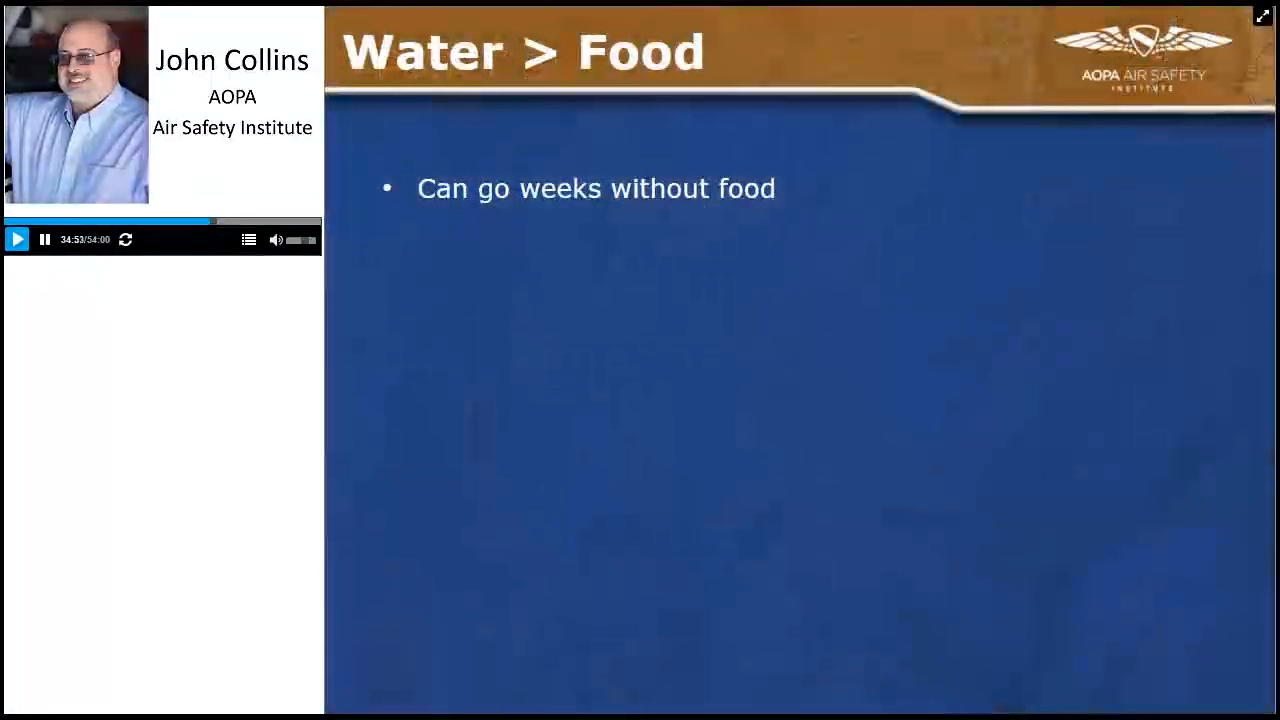 John Collins
AOPA
Air Safety Institute
34:53/54:00
Water > Food
AOPA AIR SAFETY
INSTITUTE
• Can go weeks without food